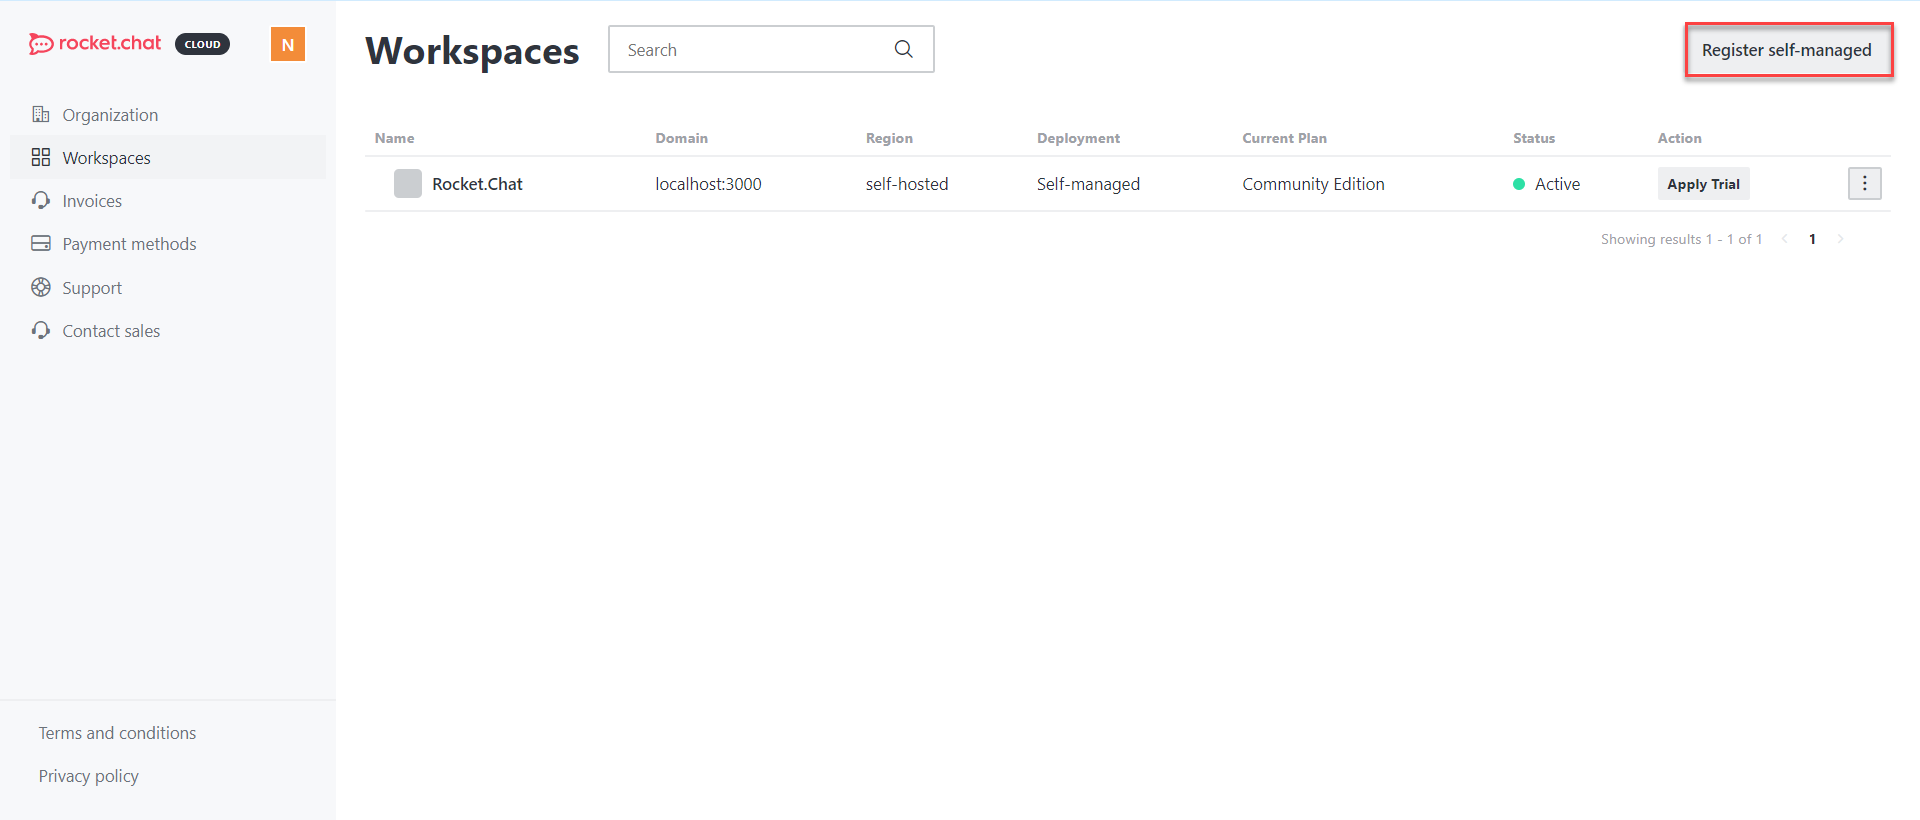 rocket.chat CLOUD N
Organization
Workspaces
Invoices
Payment methods
Support
Contact sales
Terms and conditions
Privacy policy
Workspaces
Search
Register self-managed
Name Domain Region Deployment Current Plan Status Action
Rocket.Chat localhost:3000 self-hosted Self-managed Community Edition Active Apply Trial
Showing results 1 - 1 of 1 < 1 >